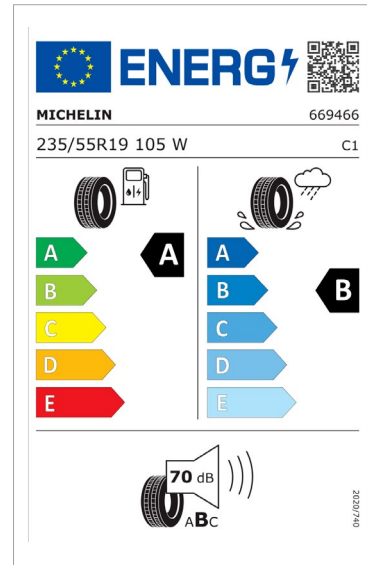 ENERG
MICHELIN 669466
235/55R19 105 W C1
A A
B
C
D
E
A
B B
C
D
E
70 dB
ABC
2020/740